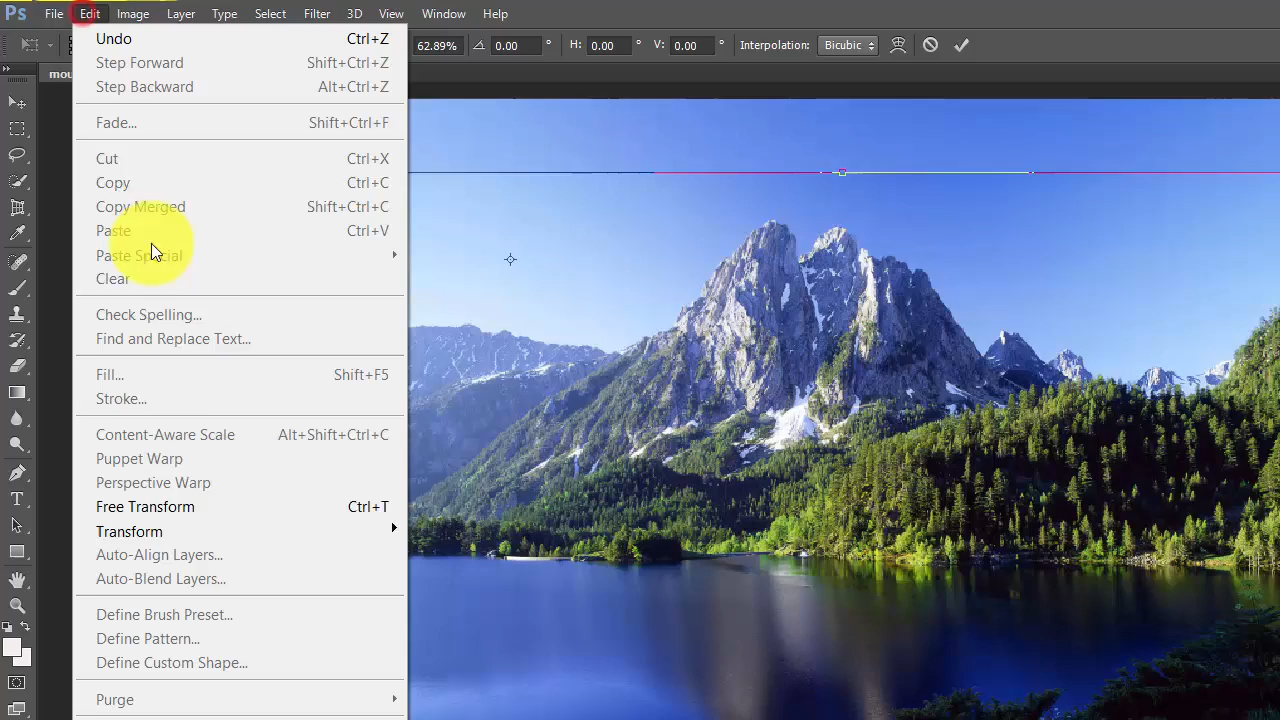 Ps File Edit Image Layer Type Select Filter 3D View Window Help
62.89% 0.00 ° H: 0.00 ° V: 0.00 ° Interpolation: Bicubic
mou
Undo Ctrl+Z
Step Forward Shift+Ctrl+Z
Step Backward Alt+Ctrl+Z
Fade... Shift+Ctrl+F
Cut Ctrl+X
Copy Ctrl+C
Copy Merged Shift+Ctrl+C
Paste Ctrl+V
Paste Special
Clear
Check Spelling...
Find and Replace Text...
Fill... Shift+F5
Stroke...
Content-Aware Scale Alt+Shift+Ctrl+C
Puppet Warp
Perspective Warp
Free Transform Ctrl+T
Transform
Auto-Align Layers...
Auto-Blend Layers...
Define Brush Preset...
Define Pattern...
Define Custom Shape...
Purge